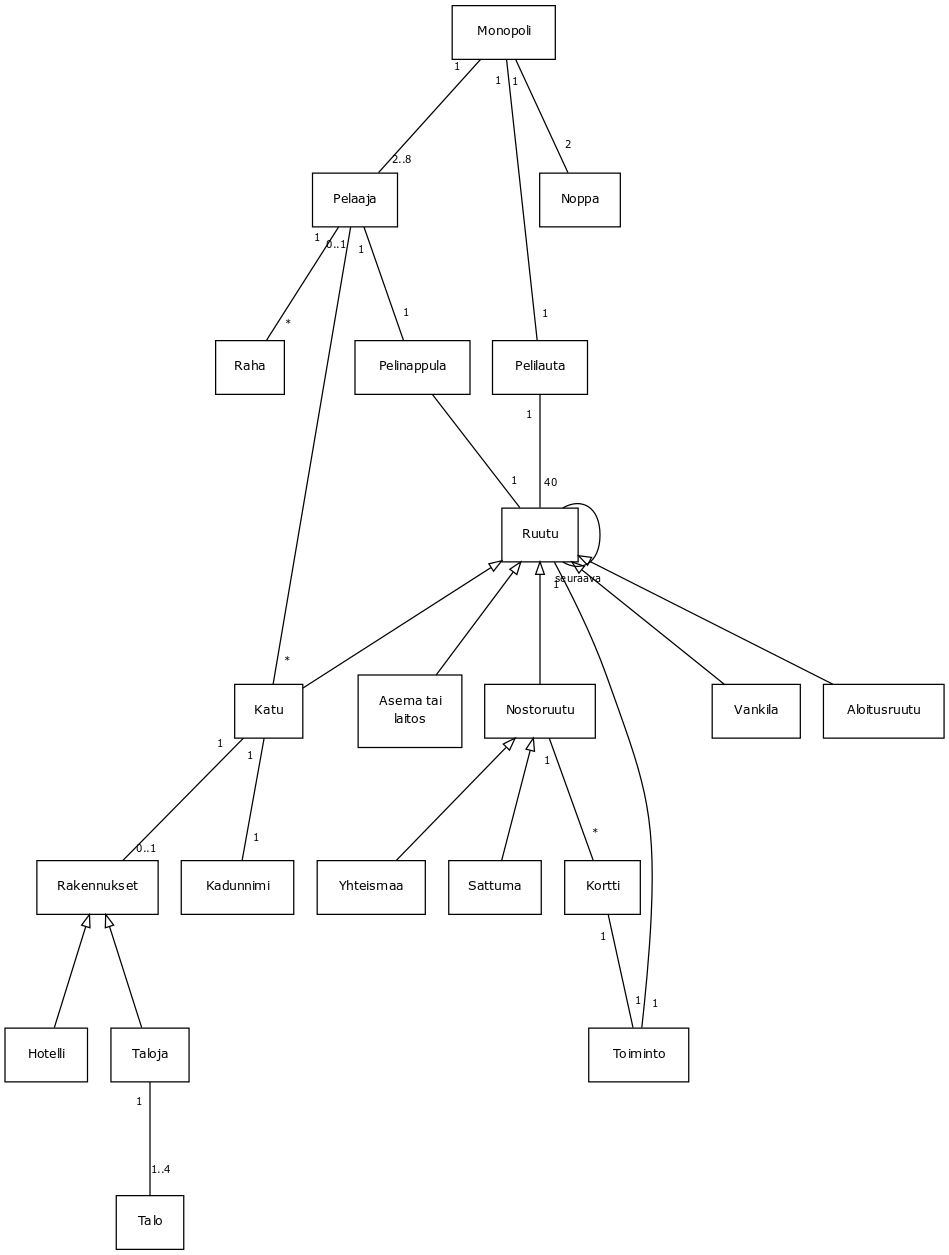 Monopoli
1
1
1
2
2..8
Pelaaja
Noppa
1
0..1
1
1
1
*
Raha
Pelinappula
Pelilauta
1
1
40
Ruutu
seuraava
1
*
Katu
Asema tai
laitos
Nostoruutu
Vankila
Aloitusruutu
1
1
1
*
1
0..1
Rakennukset
Kadunnimi
Yhteismaa
Sattuma
Kortti
1
1
1
Hotelli
Taloja
Toiminto
1
1..4
Talo